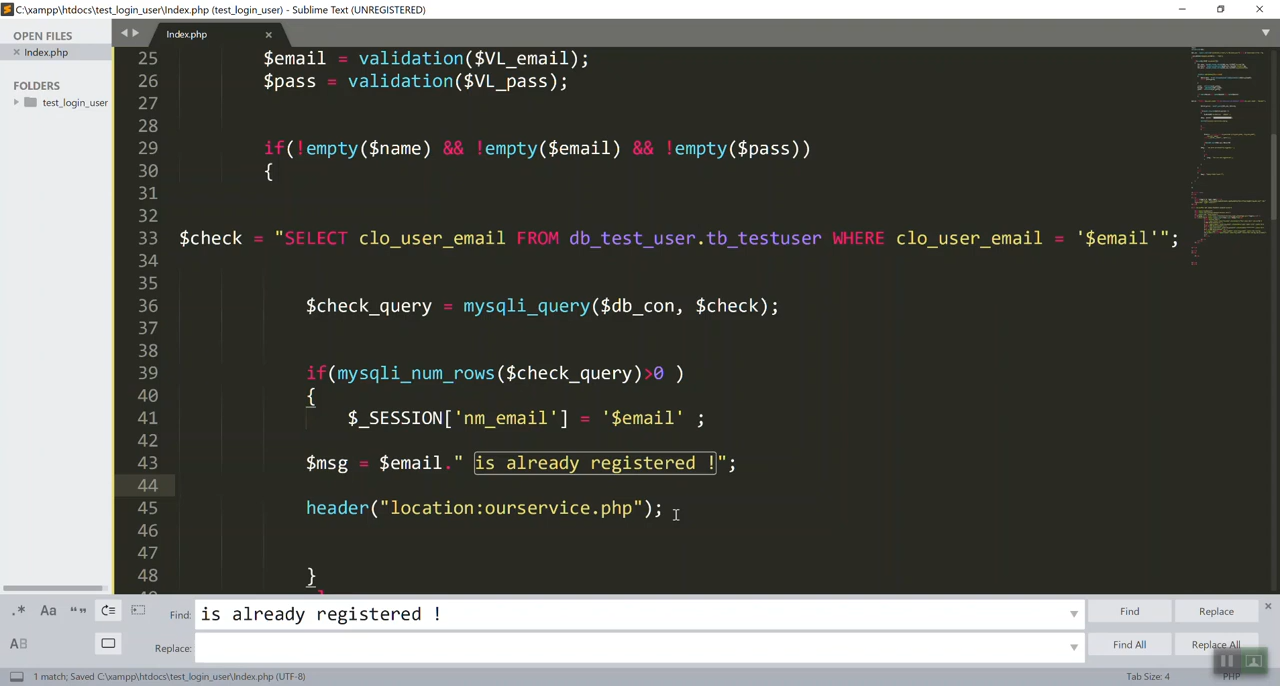 C:\xampp\htdocs\test_login_user\Index.php (test_login_user) - Sublime Text (UNREGISTERED)
OPEN FILES
Index.php
FOLDERS
test_login_user
Index.php
25 $email = validation($VL_email);
26 $pass = validation($VL_pass);
27
28
29 if(!empty($name) && !empty($email) && !empty($pass))
30 {
31
32
33 $check = "SELECT clo_user_email FROM db_test_user.tb_testuser WHERE clo_user_email = '$email'";
34
35
36 $check_query = mysqli_query($db_con, $check);
37
38
39 if(mysqli_num_rows($check_query)>0 )
40 {
41 $_SESSION['nm_email'] = '$email' ;
42
43 $msg = $email." is already registered !";
44
45 header("location:ourservice.php");
46
47
48 }
.* Aa “” Find: is already registered ! Find Replace
AB Replace: Find All Replace All
1 match; Saved C:\xampp\htdocs\test_login_user\Index.php (UTF-8) Tab Size: 4 PHP